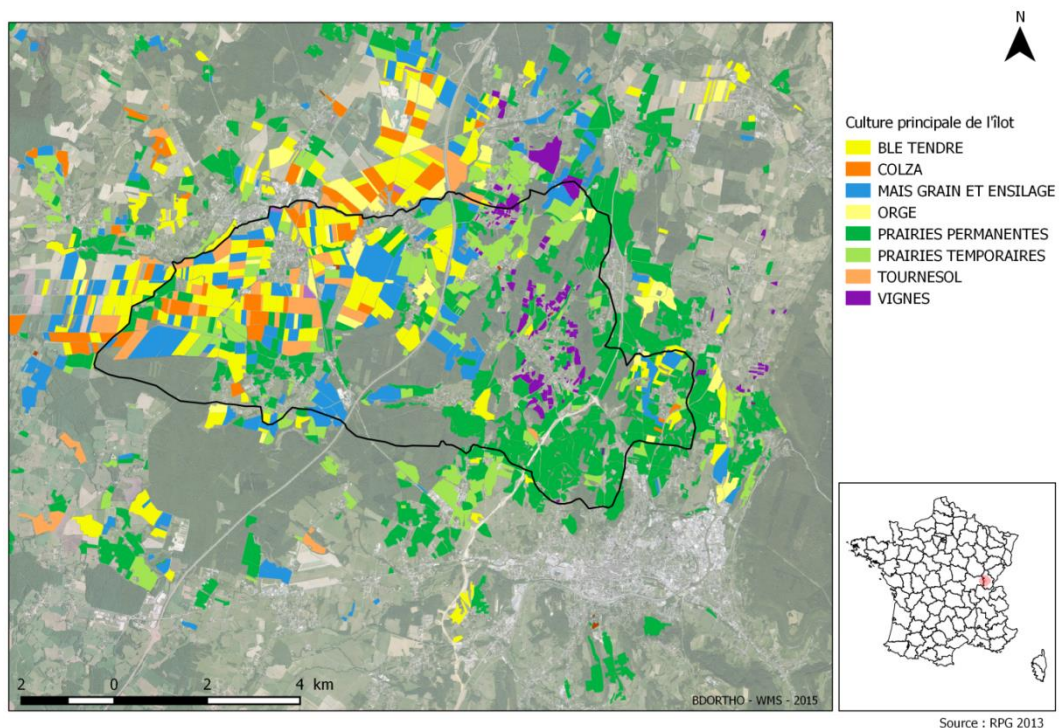 N
Culture principale de l'îlot
BLE TENDRE
COLZA
MAIS GRAIN ET ENSILAGE
ORGE
PRAIRIES PERMANENTES
PRAIRIES TEMPORAIRES
TOURNESOL
VIGNES
2 0 2 4 km
BDORTHO - WMS - 2015
Source : RPG 2013